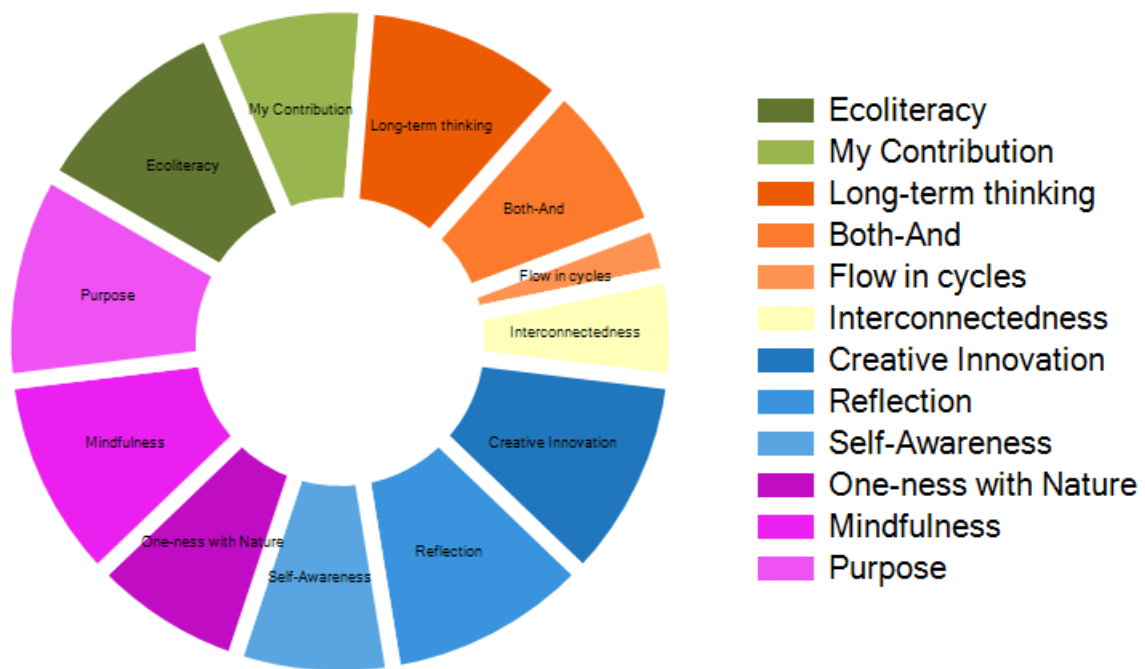 My Contribution
Long-term thinking
Ecoliteracy
Both-And
Flow in cycles
Purpose
Interconnectedness
Mindfulness
Creative Innovation
One-ness with Nature
Reflection
Self-Awareness
Ecoliteracy
My Contribution
Long-term thinking
Both-And
Flow in cycles
Interconnectedness
Creative Innovation
Reflection
Self-Awareness
One-ness with Nature
Mindfulness
Purpose